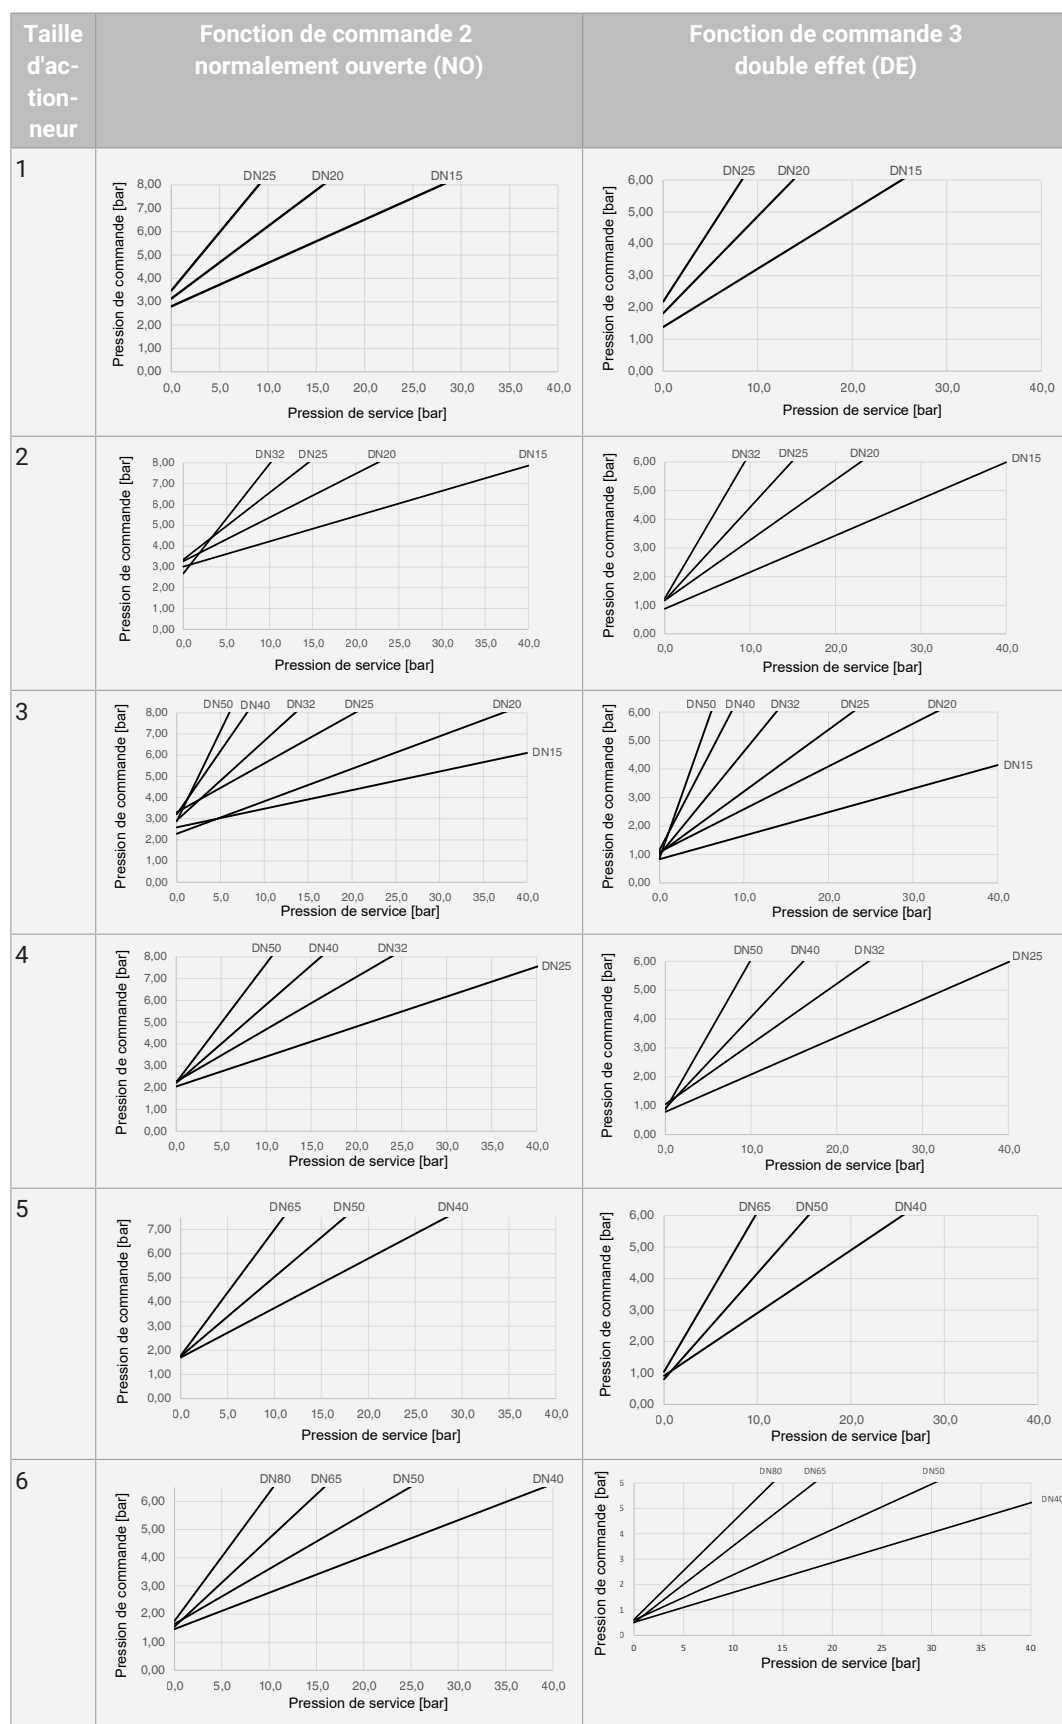 Taille
d'ac-
tion-
neur
Fonction de commande 2
normalement ouverte (NO)
Fonction de commande 3
double effet (DE)
1
DN25 DN20 DN15
8,00
7,00
6,00
5,00
4,00
3,00
2,00
1,00
0,00
Pression de commande [bar]
0,0 5,0 10,0 15,0 20,0 25,0 30,0 35,0 40,0
Pression de service [bar]
DN25 DN20 DN15
6,00
5,00
4,00
3,00
2,00
1,00
0,00
Pression de commande [bar]
0,0 10,0 20,0 30,0 40,0
Pression de service [bar]
2
DN32 DN25 DN20 DN15
8,00
7,00
6,00
5,00
4,00
3,00
2,00
1,00
0,00
Pression de commande [bar]
0,0 5,0 10,0 15,0 20,0 25,0 30,0 35,0 40,0
Pression de service [bar]
DN32 DN25 DN20 DN15
6,00
5,00
4,00
3,00
2,00
1,00
0,00
Pression de commande [bar]
0,0 10,0 20,0 30,0 40,0
Pression de service [bar]
3
DN50 DN40 DN32 DN25 DN20
DN15
8,00
7,00
6,00
5,00
4,00
3,00
2,00
1,00
0,00
Pression de commande [bar]
0,0 5,0 10,0 15,0 20,0 25,0 30,0 35,0 40,0
Pression de service [bar]
DN50 DN40 DN32 DN25 DN20
DN15
6,00
5,00
4,00
3,00
2,00
1,00
0,00
Pression de commande [bar]
0,0 10,0 20,0 30,0 40,0
Pression de service [bar]
4
DN50 DN40 DN32
DN25
8,00
7,00
6,00
5,00
4,00
3,00
2,00
1,00
0,00
Pression de commande [bar]
0,0 5,0 10,0 15,0 20,0 25,0 30,0 35,0 40,0
Pression de service [bar]
DN50 DN40 DN32 DN25
6,00
5,00
4,00
3,00
2,00
1,00
0,00
Pression de commande [bar]
0,0 10,0 20,0 30,0 40,0
Pression de service [bar]
5
DN65 DN50 DN40
7,00
6,00
5,00
4,00
3,00
2,00
1,00
0,00
Pression de commande [bar]
0,0 5,0 10,0 15,0 20,0 25,0 30,0 35,0 40,0
Pression de service [bar]
DN65 DN50 DN40
6,00
5,00
4,00
3,00
2,00
1,00
0,00
Pression de commande [bar]
0,0 10,0 20,0 30,0 40,0
Pression de service [bar]
6
DN80 DN65 DN50 DN40
6,00
5,00
4,00
3,00
2,00
1,00
0,00
Pression de commande [bar]
0,0 5,0 10,0 15,0 20,0 25,0 30,0 35,0 40,0
Pression de service [bar]
DN80 DN65 DN50
DN40
6
5
4
3
2
1
0
Pression de commande [bar]
0 5 10 15 20 25 30 35 40
Pression de service [bar]